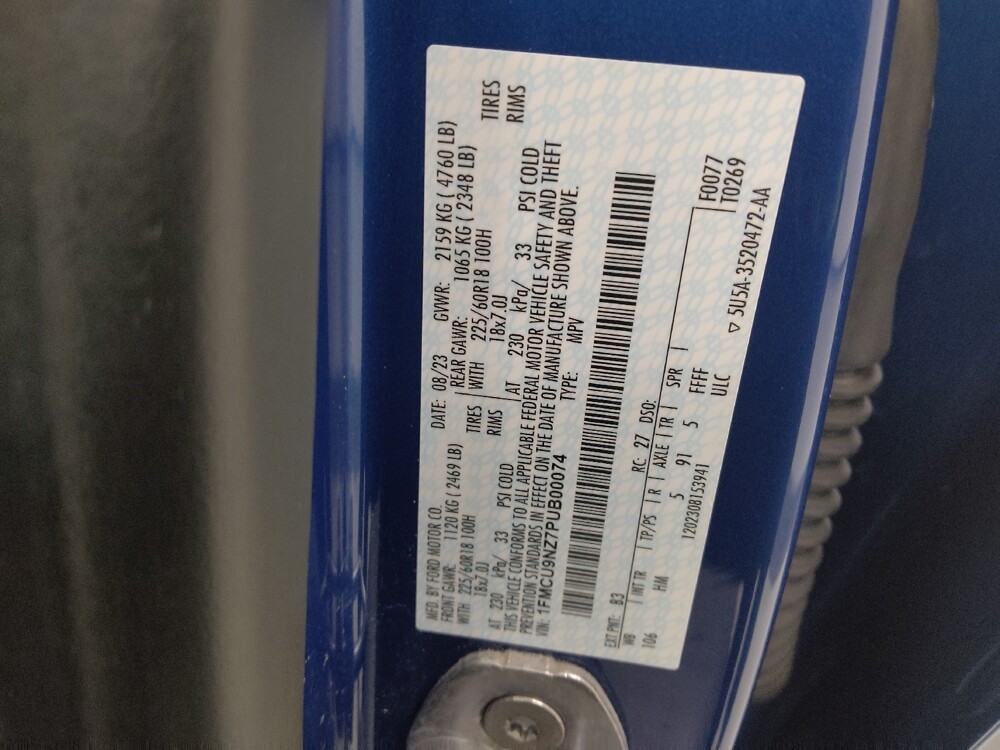 MFD. BY FORD MOTOR CO.
DATE: 08/23 GVWR: 2159 KG ( 4760 LB)
FRONT GAWR: 1120 KG ( 2469 LB) REAR GAWR: 1065 KG ( 2348 LB)
WITH 225/60R18 100H TIRES WITH 225/60R18 100H TIRES
18x7.0J RIMS 18x7.0J RIMS
AT 230 kPa/ 33 PSI COLD AT 230 kPa/ 33 PSI COLD
THIS VEHICLE CONFORMS TO ALL APPLICABLE FEDERAL MOTOR VEHICLE SAFETY AND THEFT
PREVENTION STANDARDS IN EFFECT ON THE DATE OF MANUFACTURE SHOWN ABOVE.
VIN: 1FMCU9NZ7PUB00074 TYPE: MPV
EXT PNT: B3 RC: 27 DSO:
WB INT TR TP/PS R AXLE TR SPR F0077
106 HM 5 91 5 FFFF T0269
1202308153941 ULC
▽ 5U5A-3520472-AA